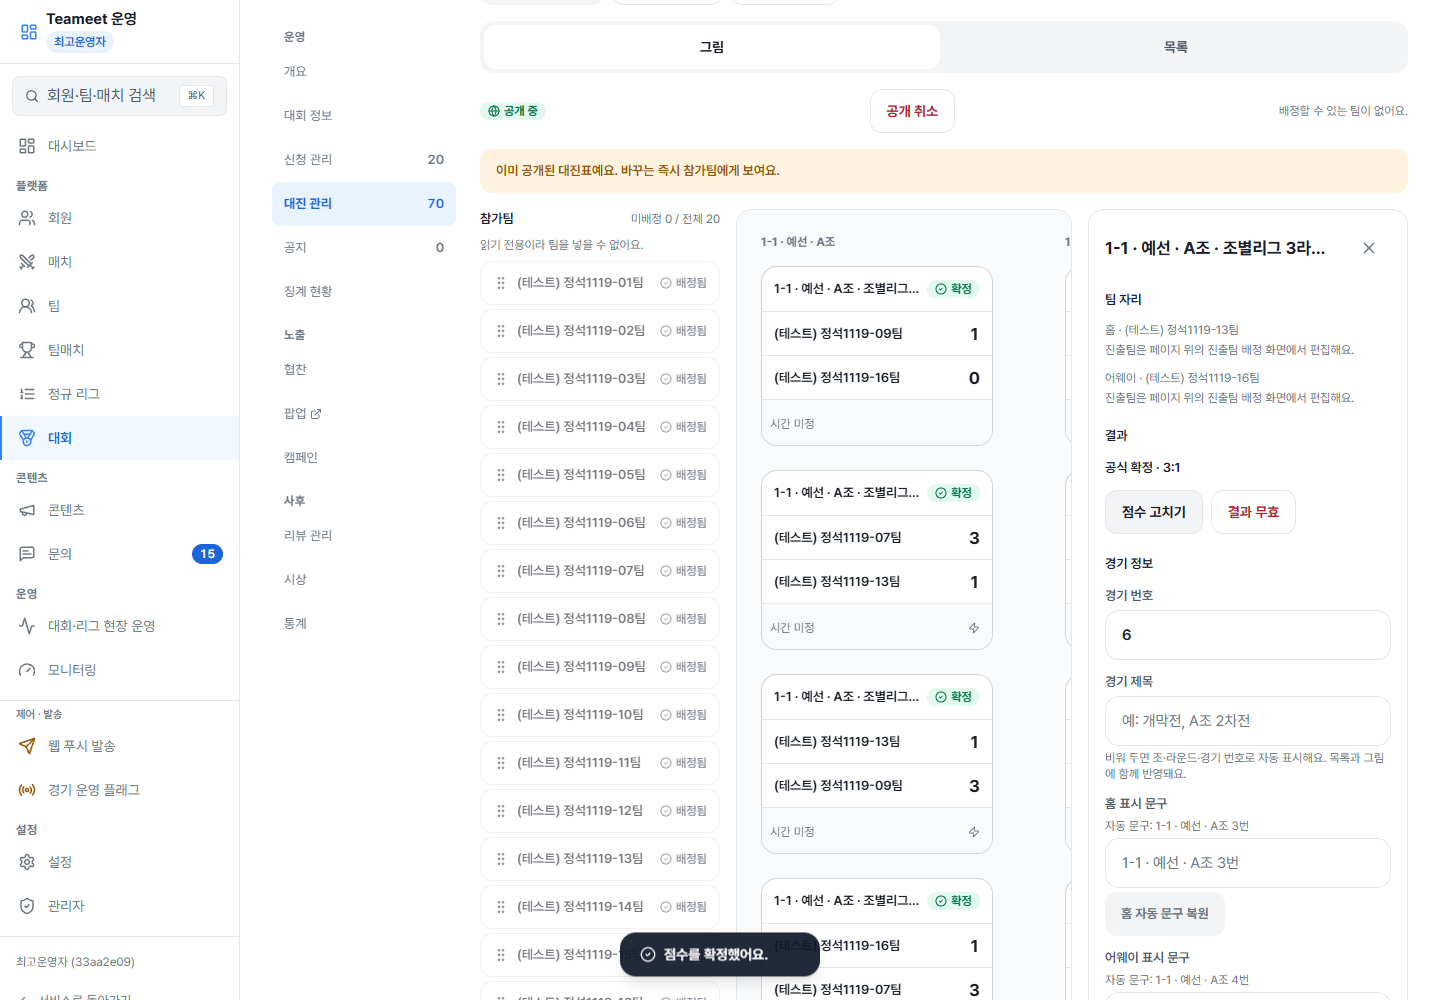 Teameet 운영
최고운영자
회원·팀·매치 검색
⌘K
대시보드
플랫폼
회원
매치
팀
팀매치
정규 리그
대회
콘텐츠
콘텐츠
문의
15
운영
대회·리그 현장 운영
모니터링
제어 · 발송
웹 푸시 발송
경기 운영 플래그
설정
설정
관리자
최고운영자 (33aa2e09)
서비스로 돌아가기
운영
개요
대회 정보
신청 관리
20
대진 관리
70
공지
0
징계 현황
노출
협찬
팝업
캠페인
사후
리뷰 관리
시상
통계
그림
목록
공개 중
공개 취소
배정할 수 있는 팀이 없어요.
이미 공개된 대진표예요. 바꾸는 즉시 참가팀에게 보여요.
참가팀
미배정 0 / 전체 20
읽기 전용이라 팀을 넣을 수 없어요.
(테스트) 정석1119-01팀 배정됨
(테스트) 정석1119-02팀 배정됨
(테스트) 정석1119-03팀 배정됨
(테스트) 정석1119-04팀 배정됨
(테스트) 정석1119-05팀 배정됨
(테스트) 정석1119-06팀 배정됨
(테스트) 정석1119-07팀 배정됨
(테스트) 정석1119-08팀 배정됨
(테스트) 정석1119-09팀 배정됨
(테스트) 정석1119-10팀 배정됨
(테스트) 정석1119-11팀 배정됨
(테스트) 정석1119-12팀 배정됨
(테스트) 정석1119-13팀 배정됨
(테스트) 정석1119-14팀 배정됨
(테스트) 정석1119-1
1-1 · 예선 · A조
1
1-1 · 예선 · A조 · 조별리그... 확정
(테스트) 정석1119-09팀 1
(테스트) 정석1119-16팀 0
시간 미정
1-1 · 예선 · A조 · 조별리그... 확정
(테스트) 정석1119-07팀 3
(테스트) 정석1119-13팀 1
시간 미정
1-1 · 예선 · A조 · 조별리그... 확정
(테스트) 정석1119-13팀 1
(테스트) 정석1119-09팀 3
시간 미정
1-1 · 예선 · A조 · 조별리그... 확정
(테스트) 정석1119-16팀 1
(테스트) 정석1119-07팀 3
점수를 확정했어요.
1-1 · 예선 · A조 · 조별리그 3라...
팀 자리
홈 · (테스트) 정석1119-13팀
진출팀은 페이지 위의 진출팀 배정 화면에서 편집해요.
어웨이 · (테스트) 정석1119-16팀
진출팀은 페이지 위의 진출팀 배정 화면에서 편집해요.
결과
공식 확정 · 3:1
점수 고치기
결과 무효
경기 정보
경기 번호
6
경기 제목
예: 개막전, A조 2차전
비워 두면 조·라운드·경기 번호로 자동 표시해요. 목록과 그림
에 함께 반영돼요.
홈 표시 문구
자동 문구: 1-1 · 예선 · A조 3번
1-1 · 예선 · A조 3번
홈 자동 문구 복원
어웨이 표시 문구
자동 문구: 1-1 · 예선 · A조 4번